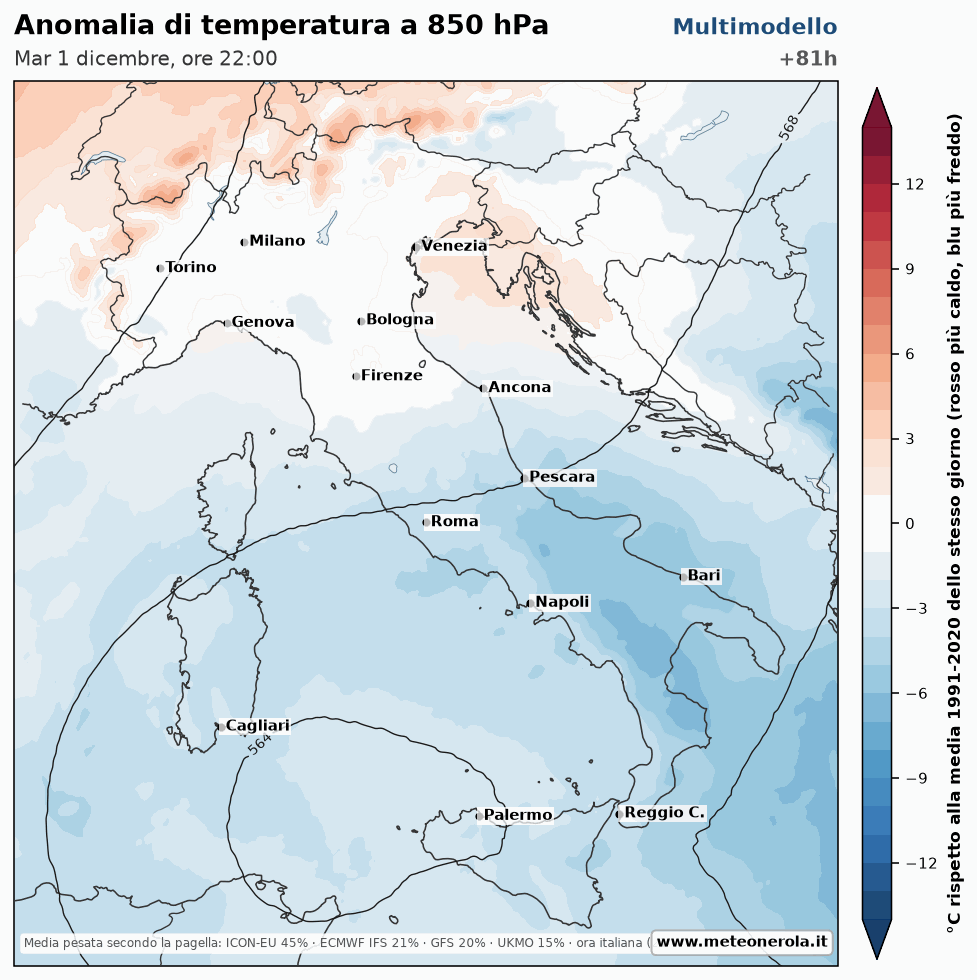 Anomalia di temperatura a 850 hPa
Multimodello
Mar 1 dicembre, ore 22:00
+81h
568
Milano
Venezia
Torino
Genova
Bologna
Firenze
Ancona
Pescara
Roma
Bari
Napoli
Cagliari
564
Palermo
Reggio C.
12
9
6
3
0
−3
−6
−9
−12
°C rispetto alla media 1991-2020 dello stesso giorno (rosso più caldo, blu più freddo)
Media pesata secondo la pagella: ICON-EU 45% · ECMWF IFS 21% · GFS 20% · UKMO 15% · ora italiana (
www.meteonerola.it